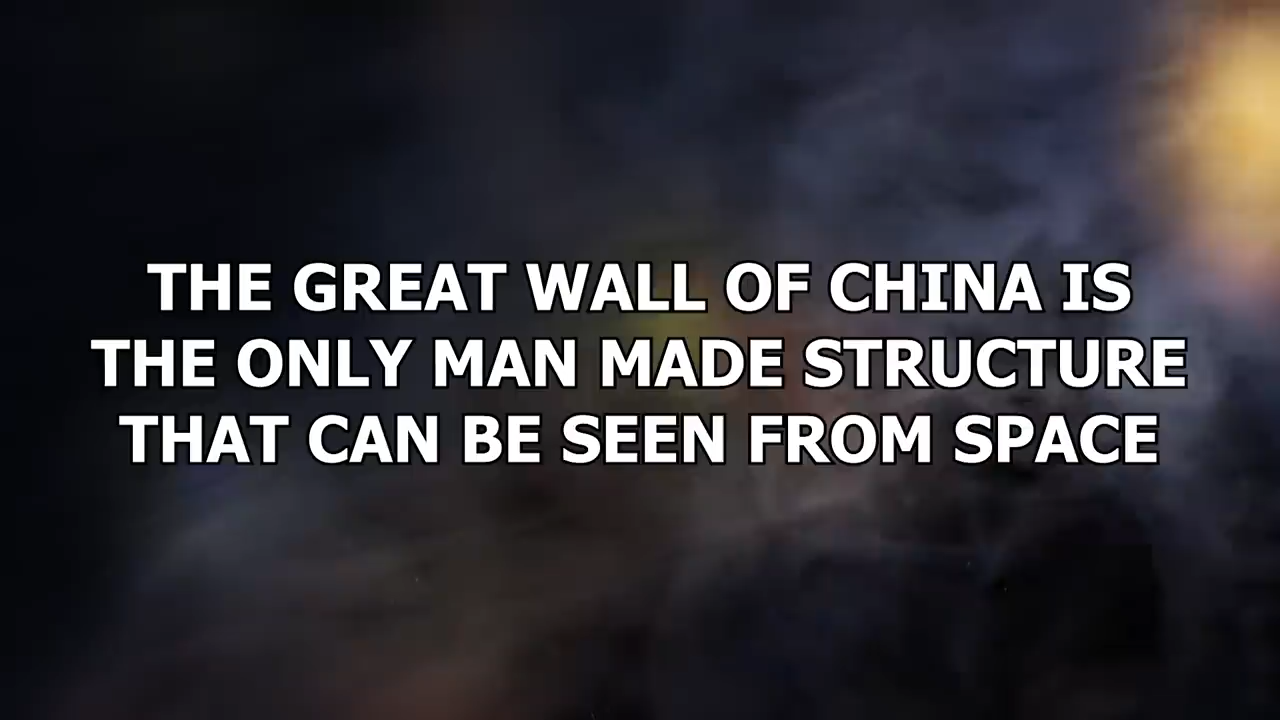 THE GREAT WALL OF CHINA IS
THE ONLY MAN MADE STRUCTURE
THAT CAN BE SEEN FROM SPACE